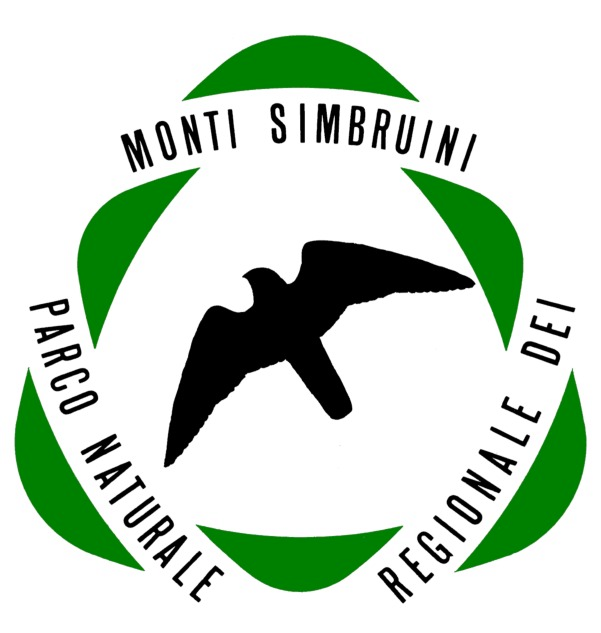 PARCO NATURALE
REGIONALE DEI
MONTI SIMBRUINI